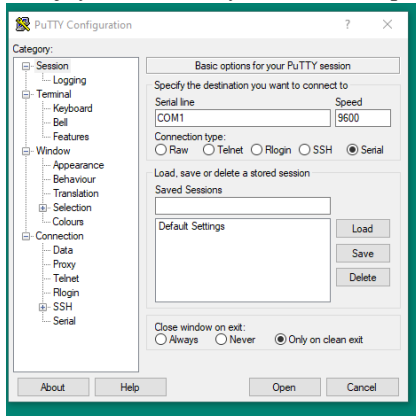 PuTTY Configuration
?
Category:
Session
Logging
Terminal
Keyboard
Bell
Features
Window
Appearance
Behaviour
Translation
Selection
Colours
Connection
Data
Proxy
Telnet
Rlogin
SSH
Serial
Basic options for your PuTTY session
Specify the destination you want to connect to
Serial line Speed
COM1 9600
Connection type:
Raw Telnet Rlogin SSH Serial
Load, save or delete a stored session
Saved Sessions
Default Settings
Load
Save
Delete
Close window on exit:
Always Never Only on clean exit
About Help Open Cancel